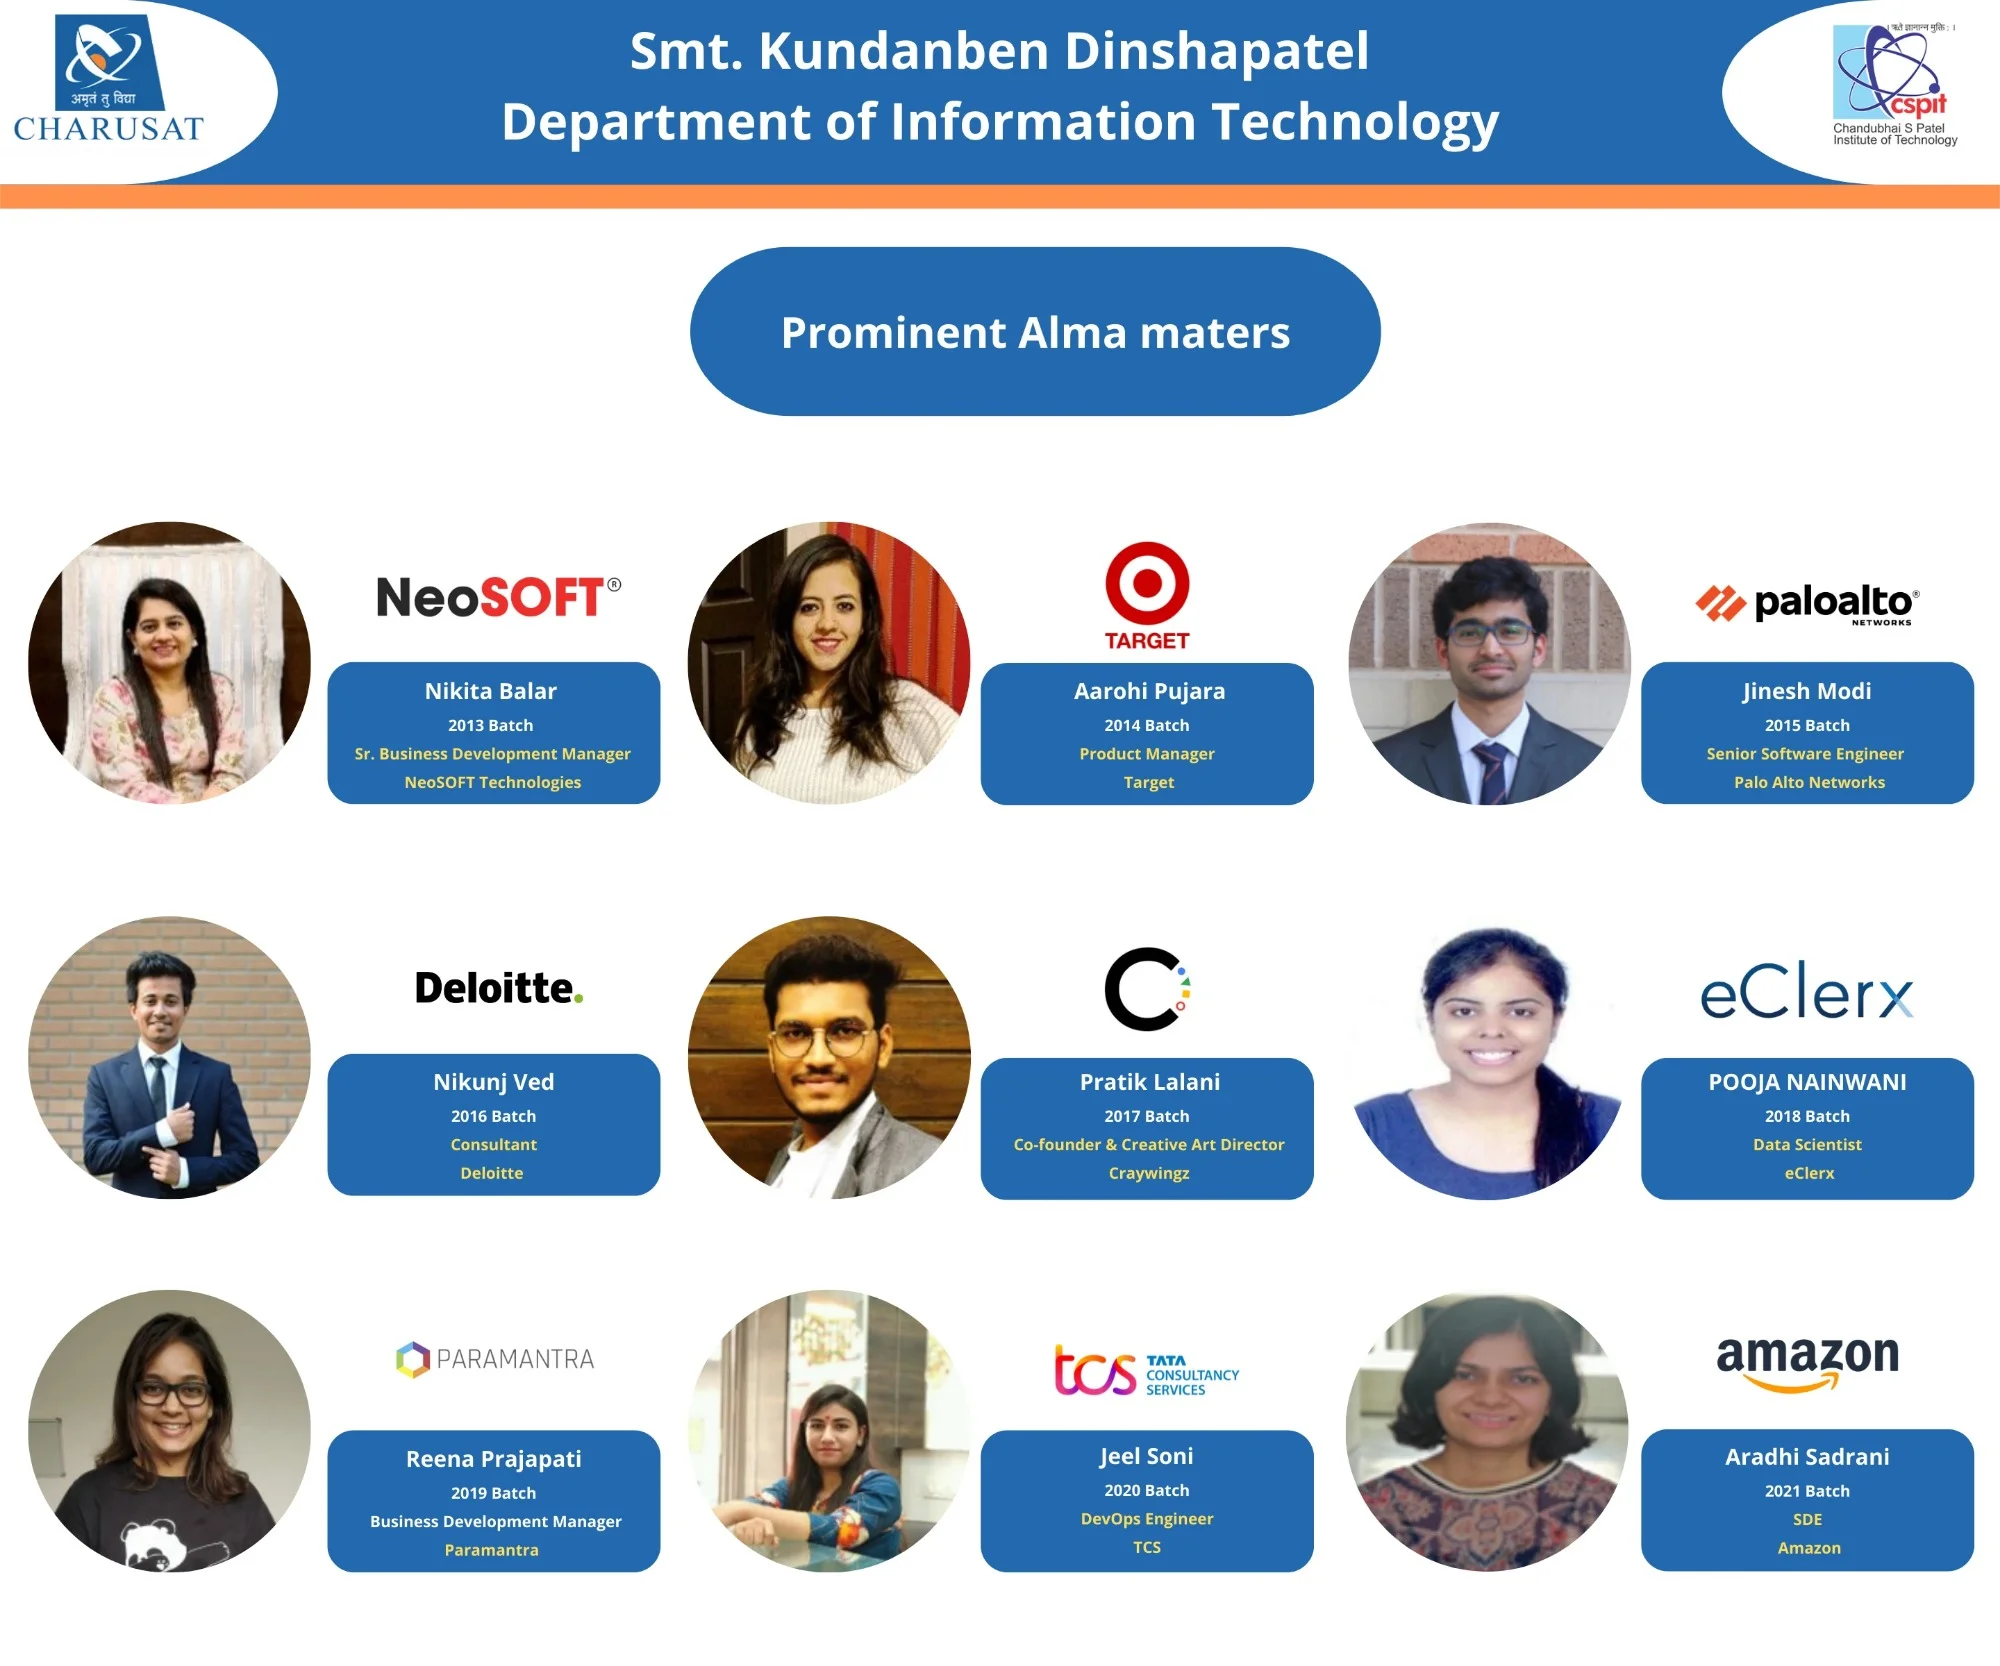 अमृतं तु विद्या
CHARUSAT
Smt. Kundanben Dinshapatel
Department of Information Technology
। ऋते ज्ञानान्न मुक्तिः ।
cspit
Chandubhai S Patel
Institute of Technology
Prominent Alma maters
NeoSOFT®
Nikita Balar
2013 Batch
Sr. Business Development Manager
NeoSOFT Technologies
TARGET
Aarohi Pujara
2014 Batch
Product Manager
Target
paloalto®
NETWORKS
Jinesh Modi
2015 Batch
Senior Software Engineer
Palo Alto Networks
Deloitte.
Nikunj Ved
2016 Batch
Consultant
Deloitte
Pratik Lalani
2017 Batch
Co-founder & Creative Art Director
Craywingz
eClerx
POOJA NAINWANI
2018 Batch
Data Scientist
eClerx
PARAMANTRA
Reena Prajapati
2019 Batch
Business Development Manager
Paramantra
tcs
TATA
CONSULTANCY
SERVICES
Jeel Soni
2020 Batch
DevOps Engineer
TCS
amazon
Aradhi Sadrani
2021 Batch
SDE
Amazon